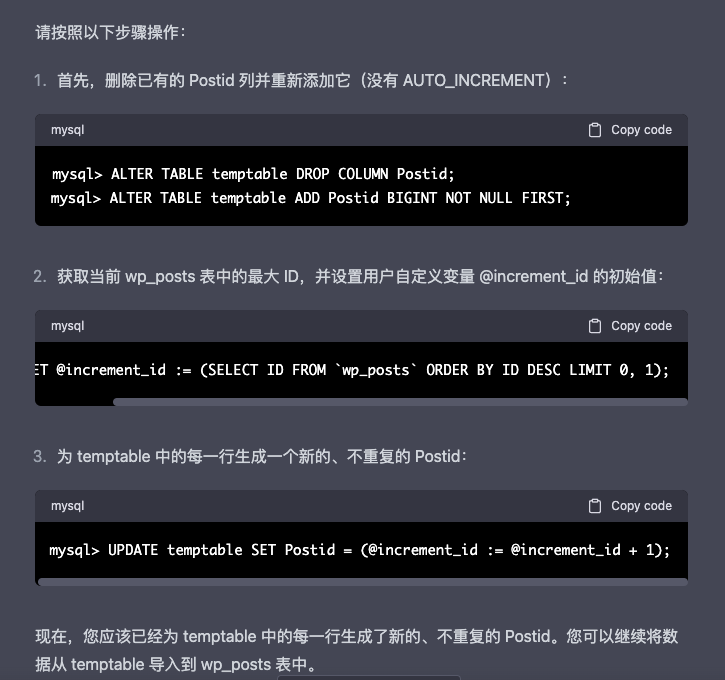 请按照以下步骤操作：
1. 首先，删除已有的 Postid 列并重新添加它（没有 AUTO_INCREMENT）：
mysql Copy code
mysql> ALTER TABLE temptable DROP COLUMN Postid;
mysql> ALTER TABLE temptable ADD Postid BIGINT NOT NULL FIRST;
2. 获取当前 wp_posts 表中的最大 ID，并设置用户自定义变量 @increment_id 的初始值：
mysql Copy code
ET @increment_id := (SELECT ID FROM `wp_posts` ORDER BY ID DESC LIMIT 0, 1);
3. 为 temptable 中的每一行生成一个新的、不重复的 Postid：
mysql Copy code
mysql> UPDATE temptable SET Postid = (@increment_id := @increment_id + 1);
现在，您应该已经为 temptable 中的每一行生成了新的、不重复的 Postid。您可以继续将数
据从 temptable 导入到 wp_posts 表中。